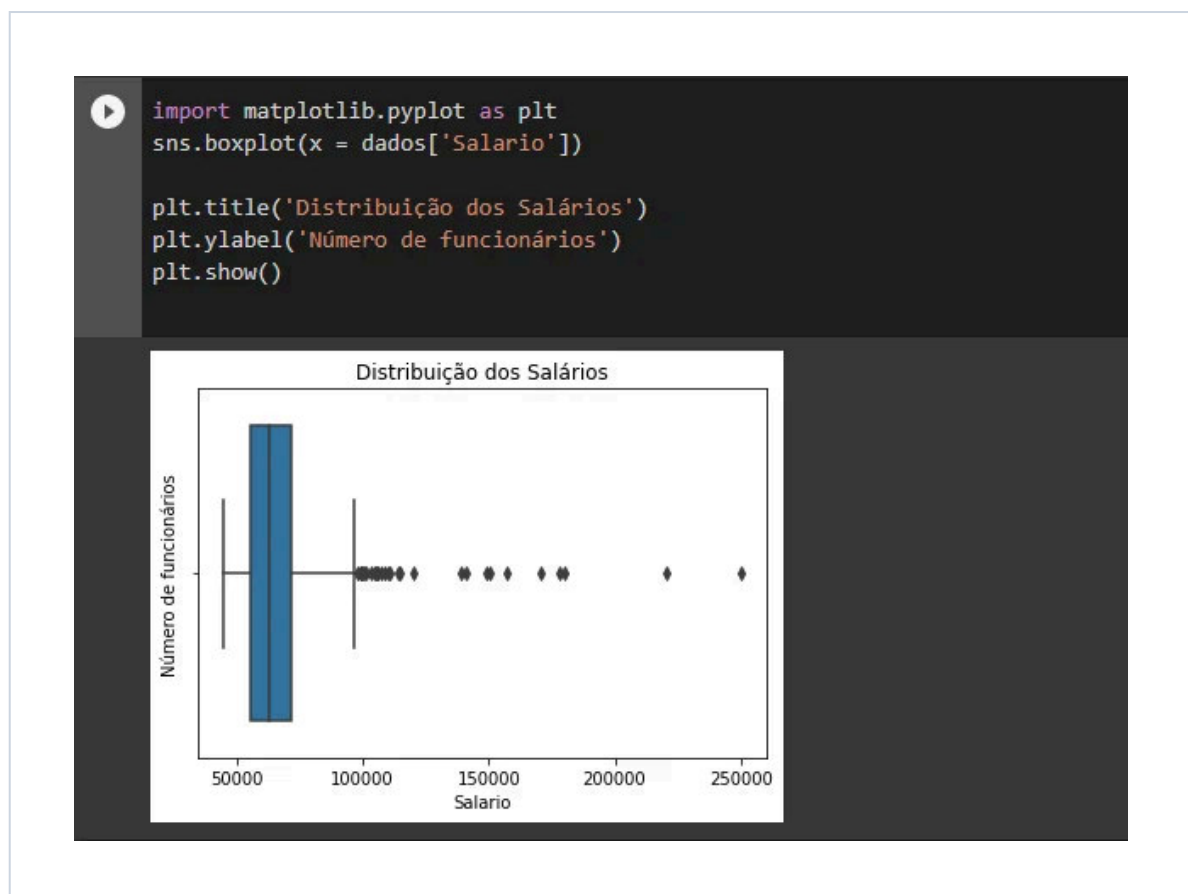 import matplotlib.pyplot as plt
sns.boxplot(x = dados['Salario'])
plt.title('Distribuição dos Salários')
plt.ylabel('Número de funcionários')
plt.show()
Distribuição dos Salários
Número de funcionários
50000 100000 150000 200000 250000
Salario